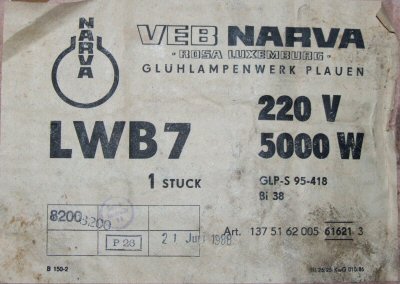 NARVA
VEB NARVA
· ROSA LUXEMBURG ·
GLUHLAMPENWERK PLAUEN
LWB7
220 V
5000 W
1 STUCK
GLP-S 95-418
Bi 38
8200 8200
P 23
21 Juni 1988
Art. 137 51 62 005 61621 3
B 150-2